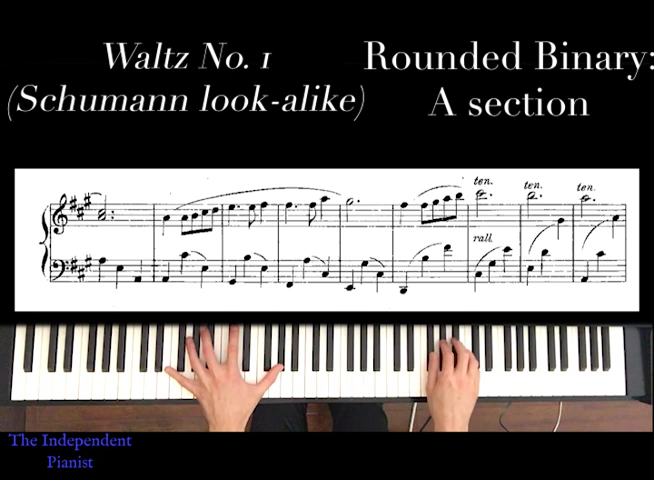 Waltz No. 1
(Schumann look-alike)
Rounded Binary:
A section
ten.
ten.
ten.
rall.
The Independent
Pianist